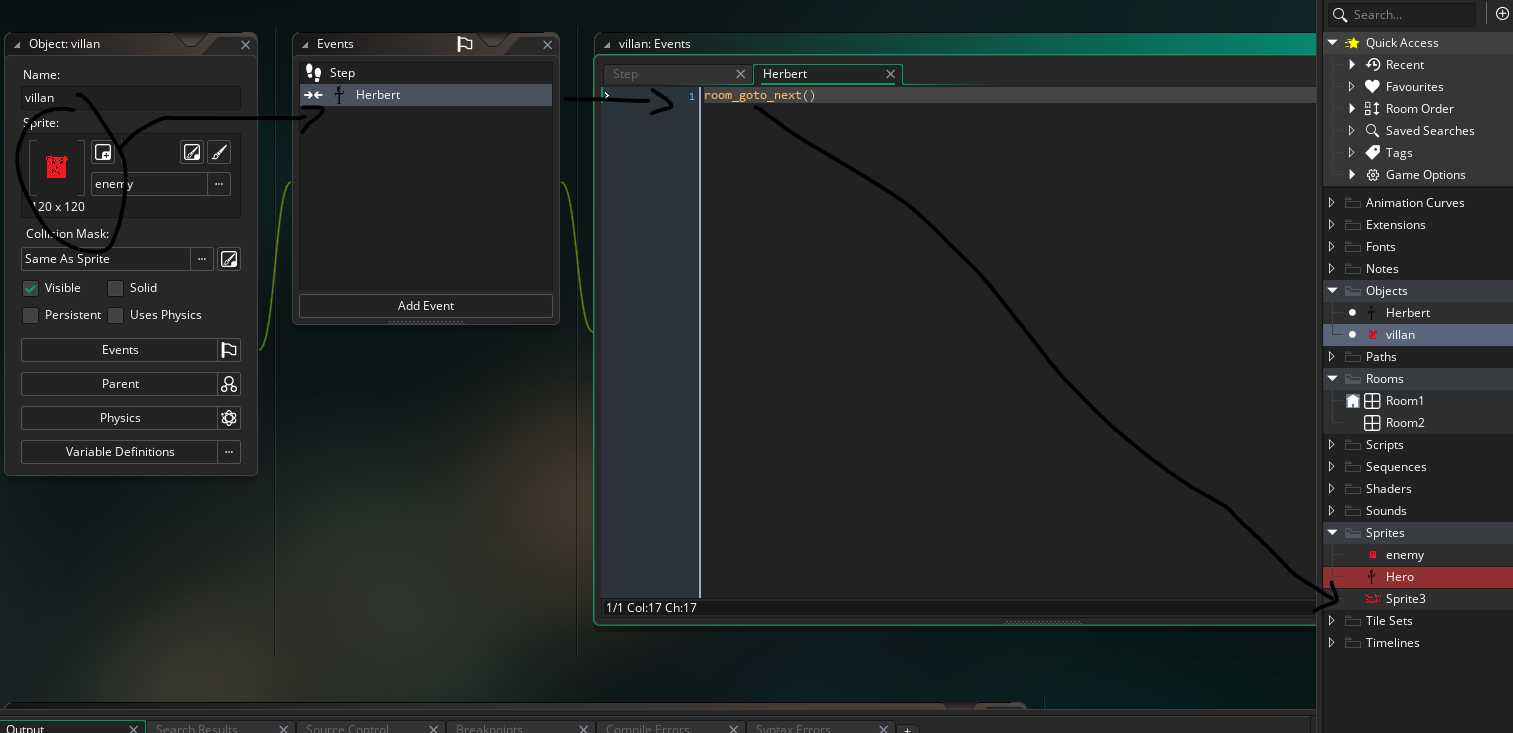 Object: villan
Name:
villan
Sprite:
enemy
...
120 x 120
Collision Mask:
Same As Sprite
...
Visible
Solid
Persistent
Uses Physics
Events
Parent
Physics
Variable Definitions
...
Events
Step
Herbert
Add Event
villan: Events
Step
Herbert
1
room_goto_next()
1/1 Col:17 Ch:17
Search...
Quick Access
Recent
Favourites
Room Order
Saved Searches
Tags
Game Options
Animation Curves
Extensions
Fonts
Notes
Objects
Herbert
villan
Paths
Rooms
Room1
Room2
Scripts
Sequences
Shaders
Sounds
Sprites
enemy
Hero
Sprite3
Tile Sets
Timelines
Output
Search Results
Source Control
Breakpoints
Compile Errors
Syntax Errors
+